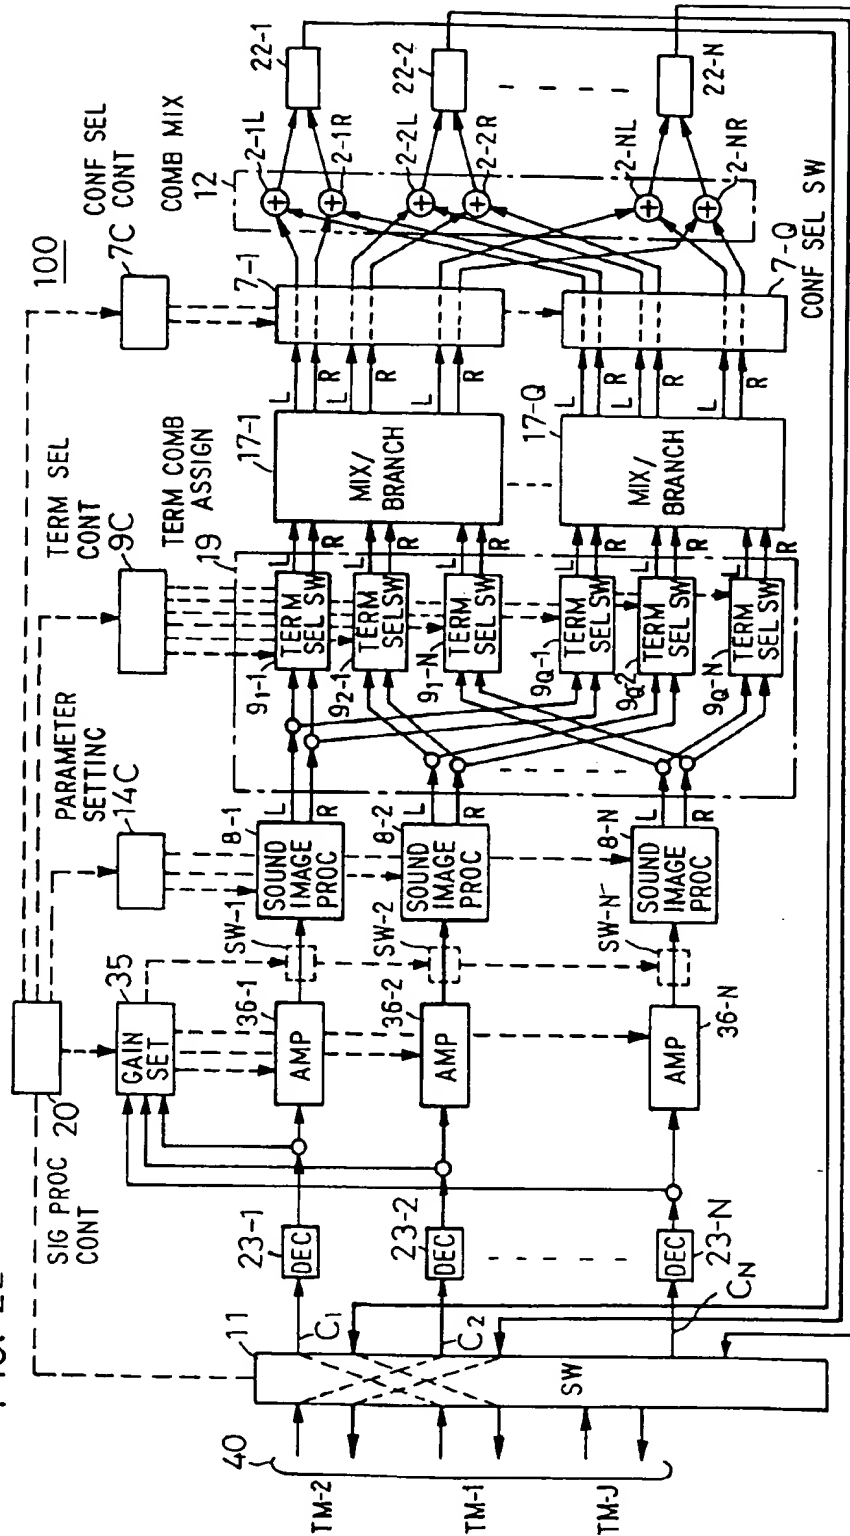 100
SIG PROC
CONT
20
35
GAIN
SET
PARAMETER
SETTING
14C
TERM SEL
CONT
9C
TERM COMB
ASSIGN
19
CONF SEL
CONT
7C
COMB MIX
12
40
TM-2
TM-1
TM-J
11
SW
C1
C2
CN
23-1
DEC
23-2
DEC
23-N
DEC
36-1
AMP
36-2
AMP
36-N
AMP
SW-1
SW-2
SW-N
8-1
SOUND
IMAGE
PROC
8-2
SOUND
IMAGE
PROC
8-N
SOUND
IMAGE
PROC
L
R
L
R
L
R
91-1
TERM
SEL SW
92-1
TERM
SEL SW
91-N
TERM
SEL SW
9Q-1
TERM
SEL SW
9Q-2
TERM
SEL SW
9Q-N
TERM
SEL SW
L
R
L
R
L
R
L
R
L
R
L
R
17-1
MIX/
BRANCH
17-Q
MIX/
BRANCH
L
R
L
R
L
R
L
R
L
R
L
R
7-1
7-Q
CONF SEL SW
2-1L
2-1R
2-2L
2-2R
2-NL
2-NR
22-1
22-2
22-N